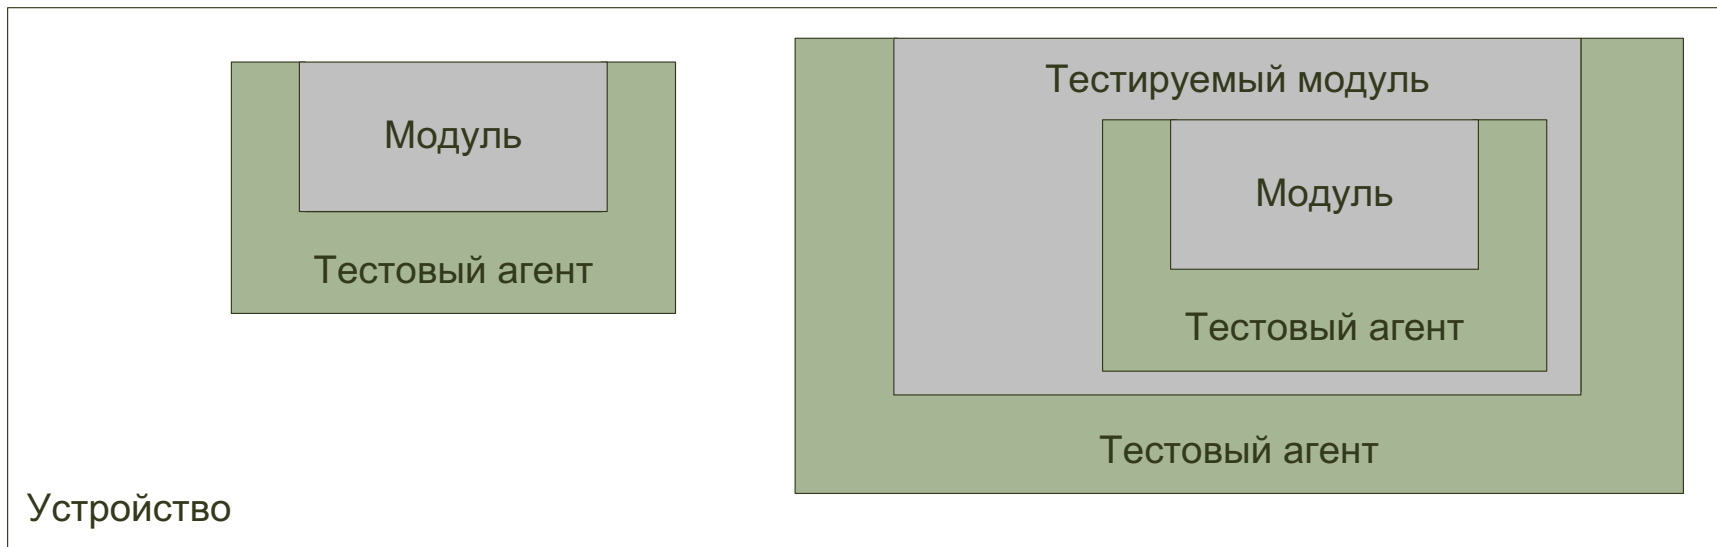 Модуль
Тестовый агент
Тестируемый модуль
Модуль
Тестовый агент
Тестовый агент
Устройство